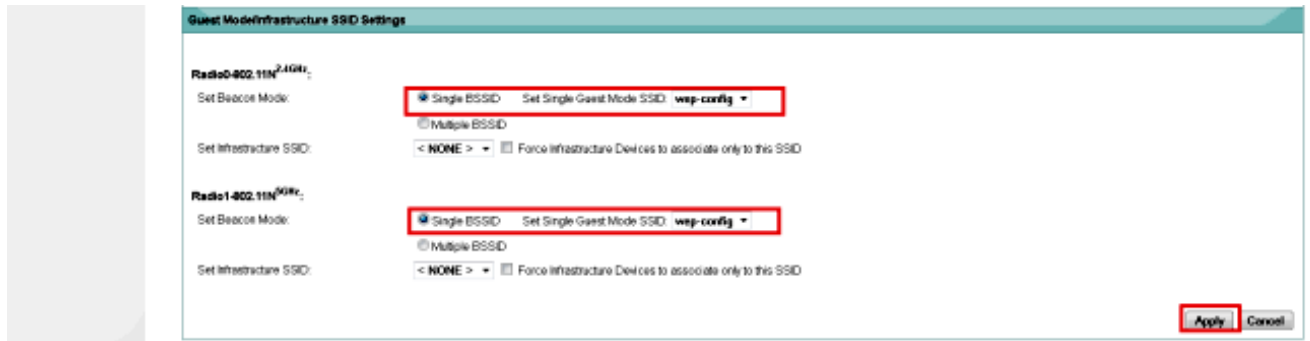 Guest Mode/Infrastructure SSID Settings
Radio0-802.11N2.4GHz:
Set Beacon Mode: Single BSSID Set Single Guest Mode SSID: wep-config
Multiple BSSID
Set Infrastructure SSID: < NONE > Force Infrastructure Devices to associate only to this SSID
Radio1-802.11N5GHz:
Set Beacon Mode: Single BSSID Set Single Guest Mode SSID: wep-config
Multiple BSSID
Set Infrastructure SSID: < NONE > Force Infrastructure Devices to associate only to this SSID
Apply Cancel